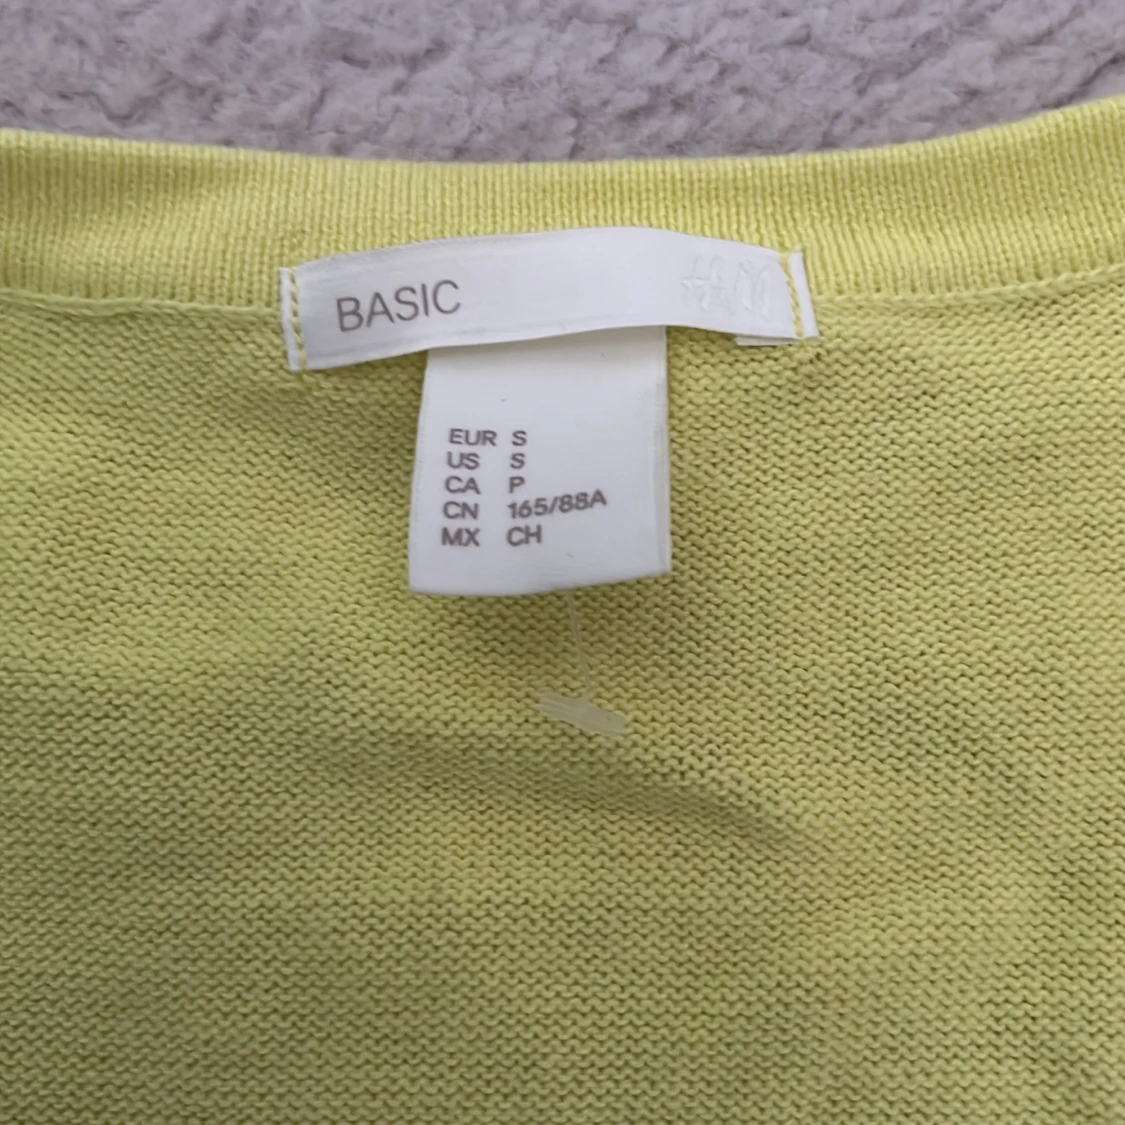 BASIC
EUR S
US S
CA P
CN 165/88A
MX CH